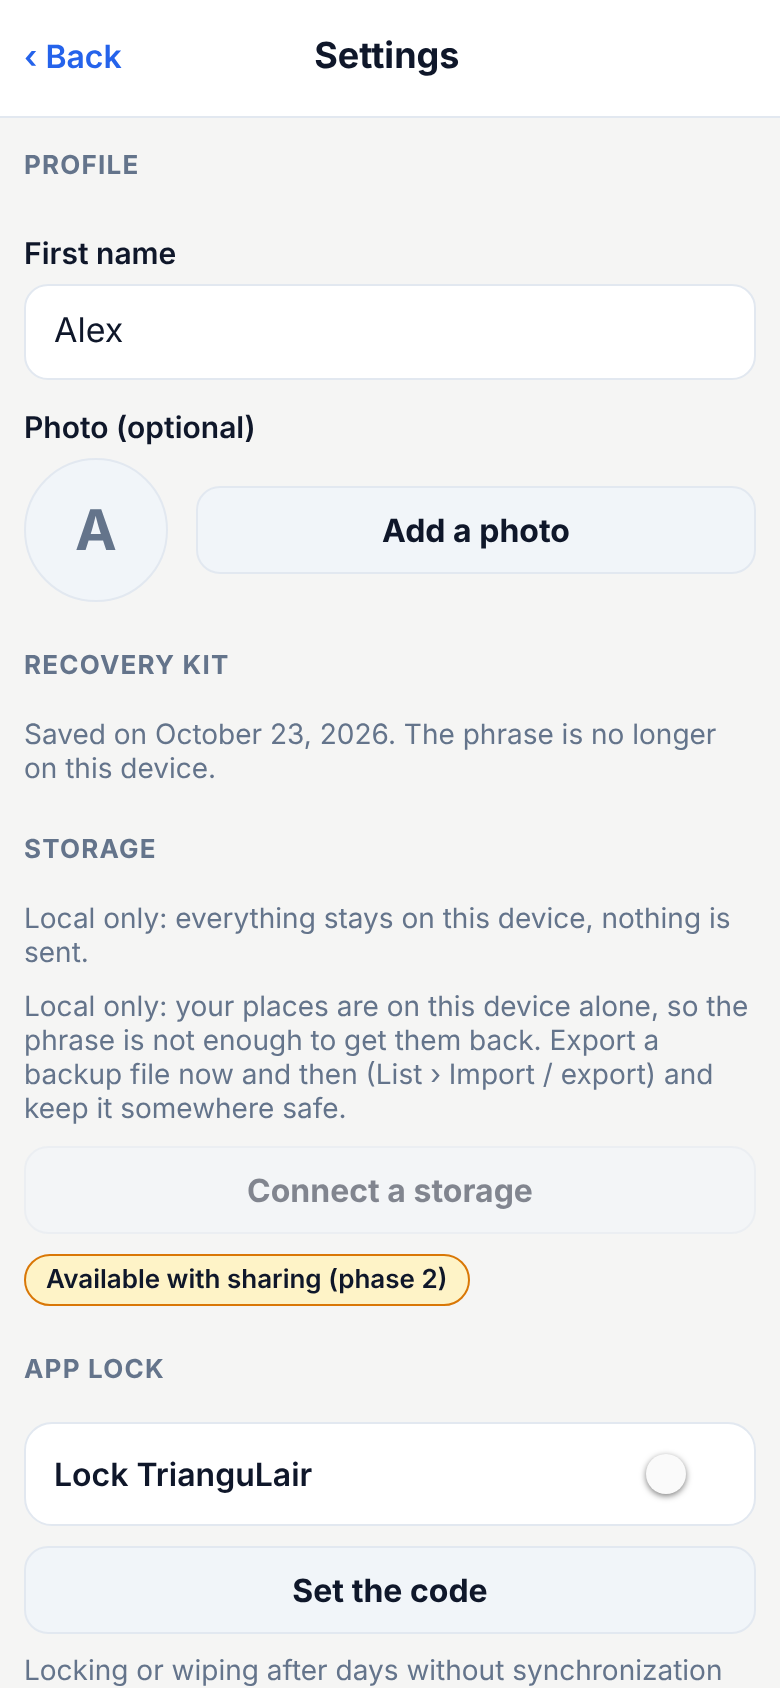 ‹ Back
Settings
PROFILE
First name
Alex
Photo (optional)
A
Add a photo
RECOVERY KIT
Saved on October 23, 2026. The phrase is no longer
on this device.
STORAGE
Local only: everything stays on this device, nothing is
sent.
Local only: your places are on this device alone, so the
phrase is not enough to get them back. Export a
backup file now and then (List › Import / export) and
keep it somewhere safe.
Connect a storage
Available with sharing (phase 2)
APP LOCK
Lock TrianguLair
Set the code
Locking or wiping after days without synchronization